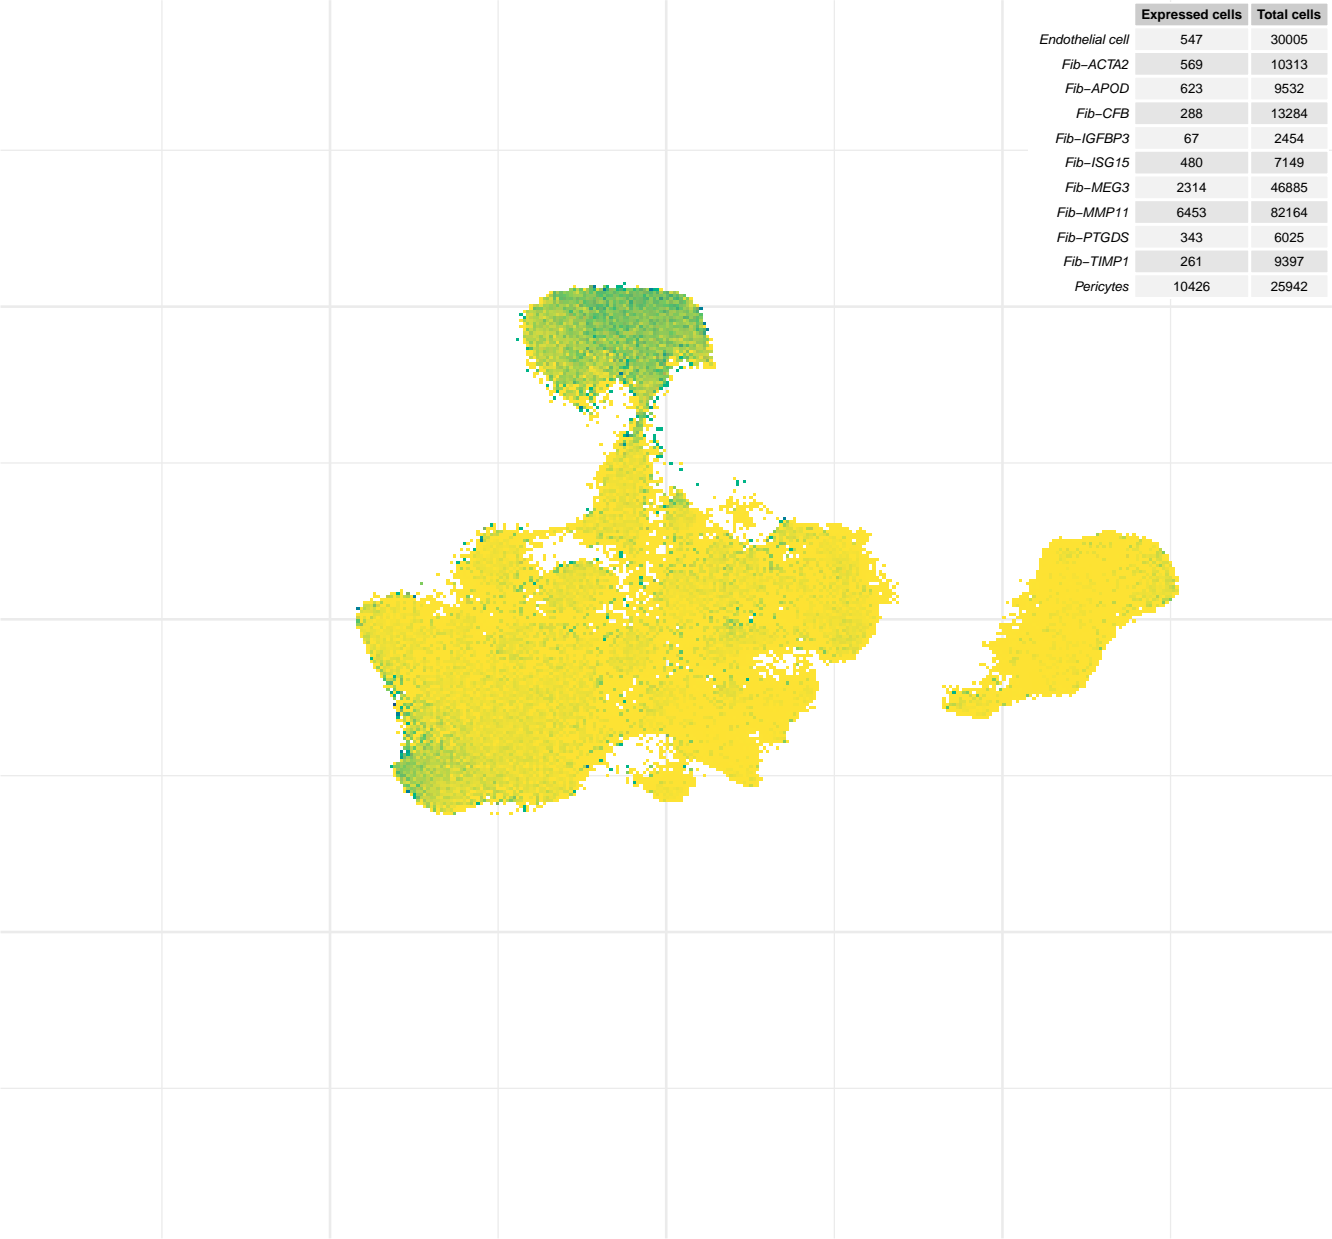 Expressed cells Total cells
Endothelial cell 547 30005
Fib−ACTA2 569 10313
Fib−APOD 623 9532
Fib−CFB 288 13284
Fib−IGFBP3 67 2454
Fib−ISG15 480 7149
Fib−MEG3 2314 46885
Fib−MMP11 6453 82164
Fib−PTGDS 343 6025
Fib−TIMP1 261 9397
Pericytes 10426 25942